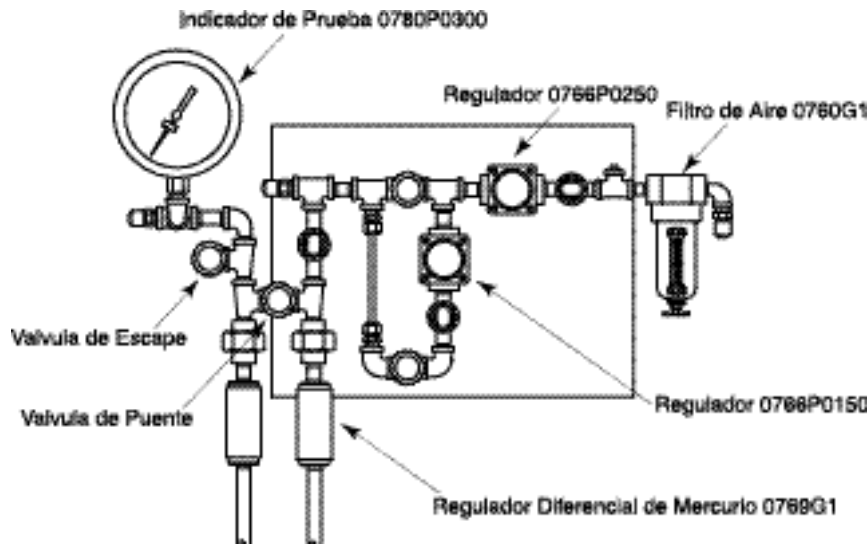 Indicador de Prueba 0780P0300
Regulador 0766P0250
Filtro de Aire 0760G1
Valvula de Escape
Valvula de Puente
Regulador 0766P0150
Regulador Diferencial de Mercurio 0769G1